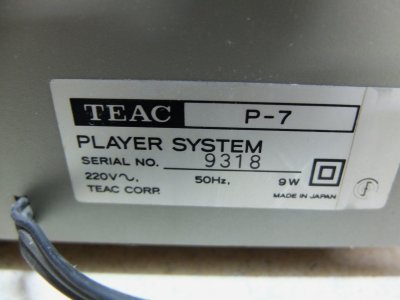 TEAC P-7
PLAYER SYSTEM
SERIAL NO. 9318
220V~, 50Hz, 9W
TEAC CORP. MADE IN JAPAN